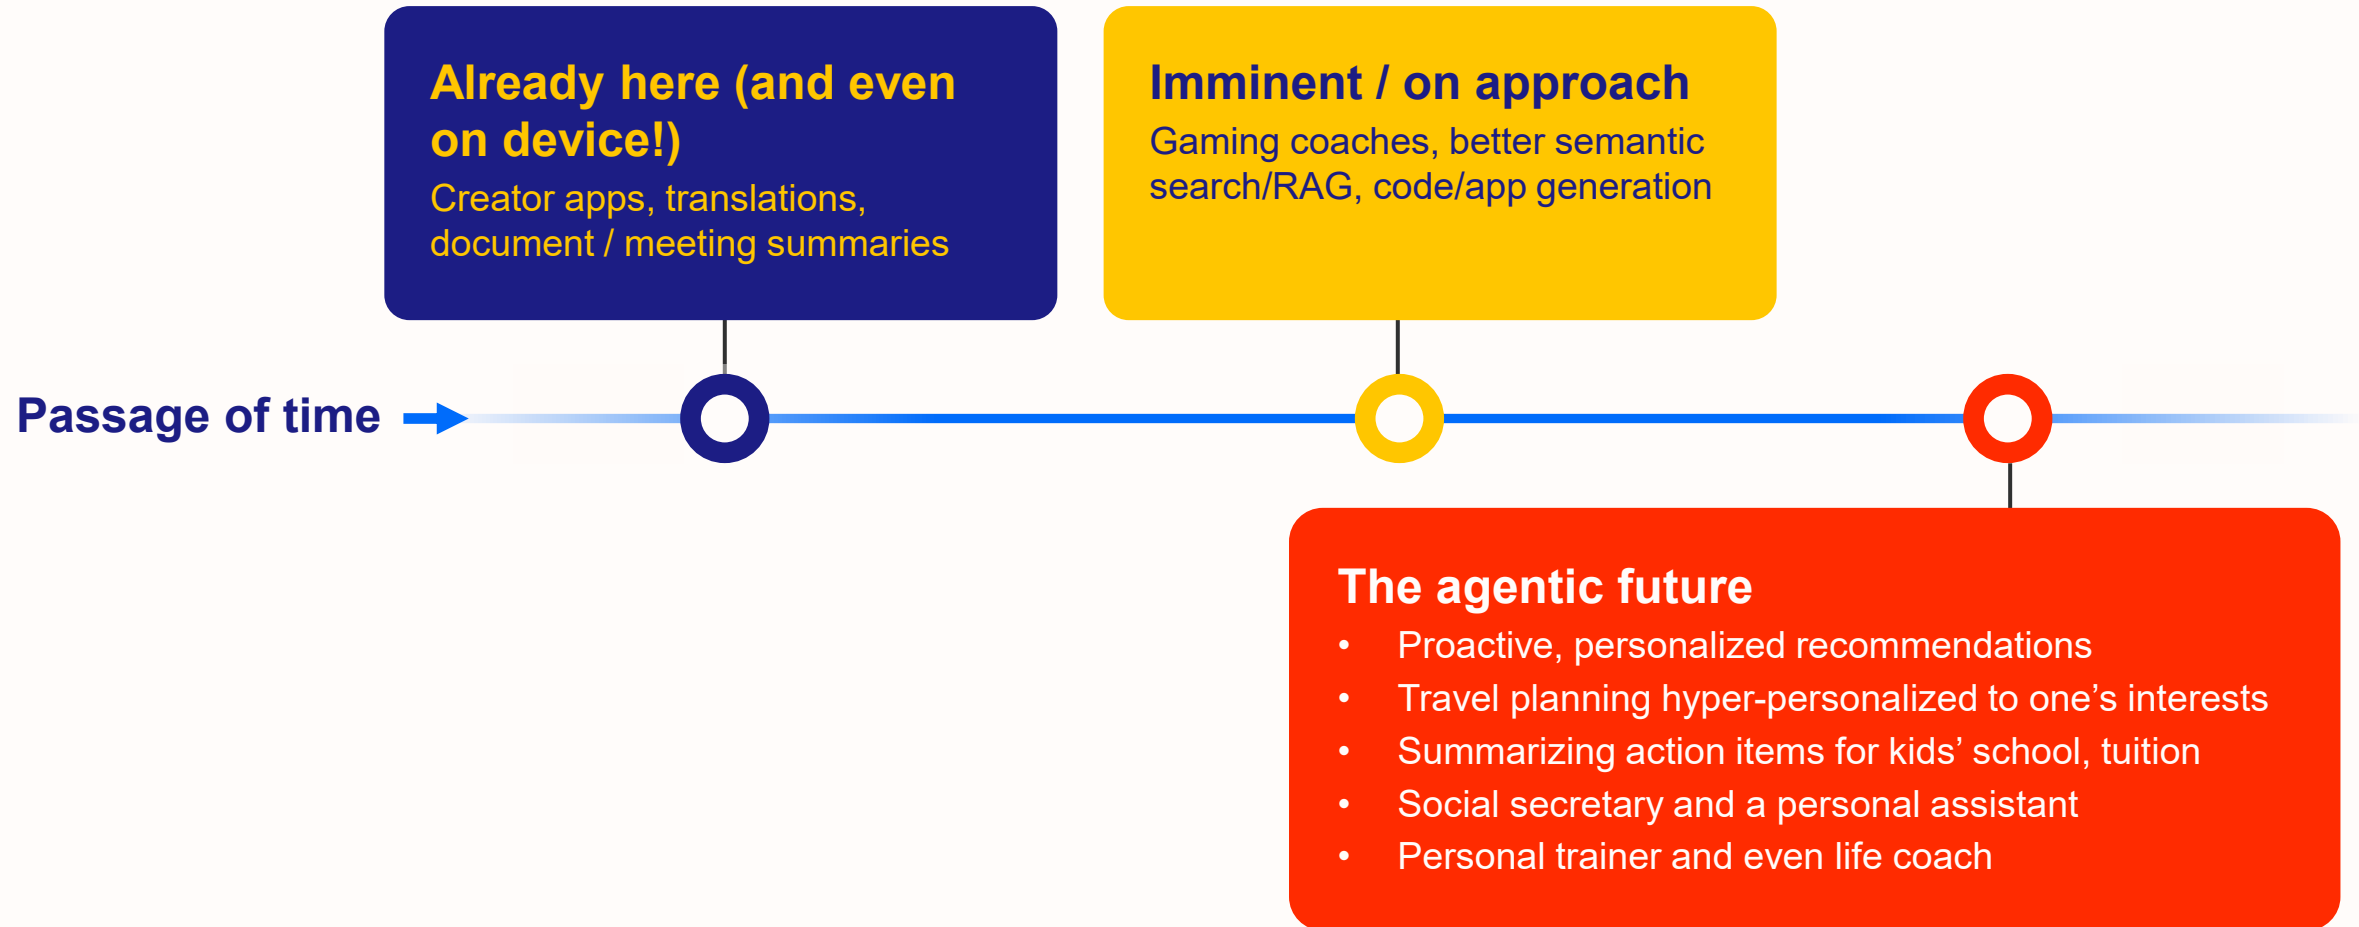 Already here (and even
on device!)
Creator apps, translations,
document / meeting summaries
Imminent / on approach
Gaming coaches, better semantic
search/RAG, code/app generation
Passage of time
The agentic future
• Proactive, personalized recommendations
• Travel planning hyper-personalized to one’s interests
• Summarizing action items for kids’ school, tuition
• Social secretary and a personal assistant
• Personal trainer and even life coach